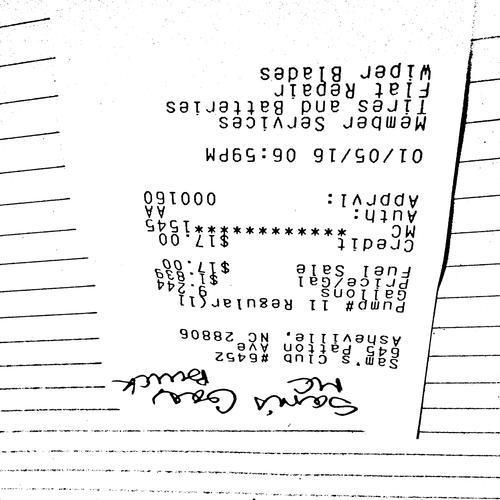 Sam's Gas,
MC Buick
Sam's Club #6452
645 Patton Ave
Asheville, NC 28806
Pump# 11 Regular(1)
Gallons 9.244
Price/Gal $1.839
Fuel Sale $17.00
Credit $17.00
MC *************1545
Auth: AA
Apprvl: 000160
01/05/16 06:59PM
Member Services
Tires and Batteries
Flat Repair
Wiper Blades